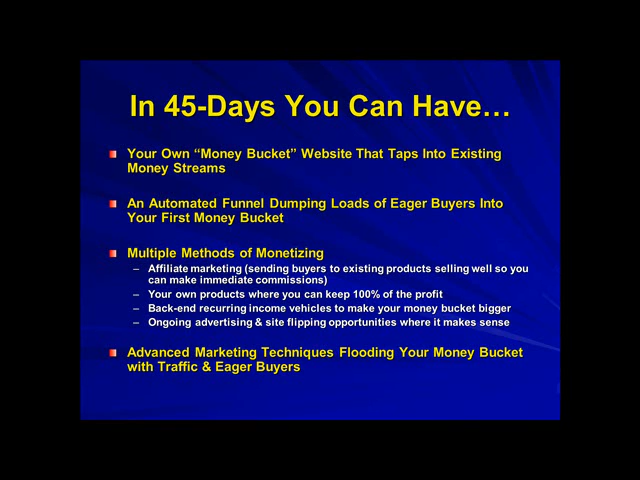 In 45-Days You Can Have…
Your Own “Money Bucket” Website That Taps Into Existing
Money Streams
An Automated Funnel Dumping Loads of Eager Buyers Into
Your First Money Bucket
Multiple Methods of Monetizing
– Affiliate marketing (sending buyers to existing products selling well so you
can make immediate commissions)
– Your own products where you can keep 100% of the profit
– Back-end recurring income vehicles to make your money bucket bigger
– Ongoing advertising & site flipping opportunities where it makes sense
Advanced Marketing Techniques Flooding Your Money Bucket
with Traffic & Eager Buyers